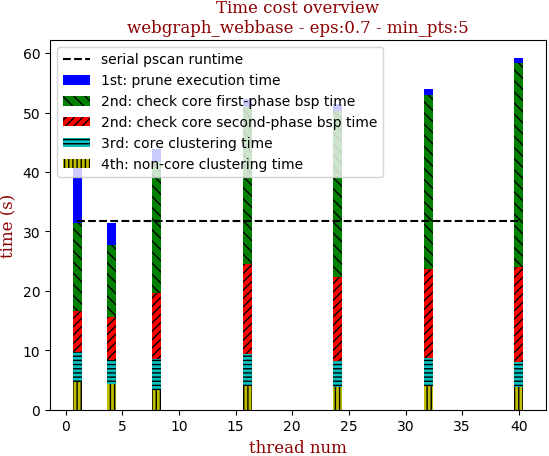 Time cost overview
webgraph_webbase - eps:0.7 - min_pts:5
serial pscan runtime
1st: prune execution time
2nd: check core first-phase bsp time
2nd: check core second-phase bsp time
3rd: core clustering time
4th: non-core clustering time
time (s)
60
50
40
30
20
10
0
0 5 10 15 20 25 30 35 40
thread num